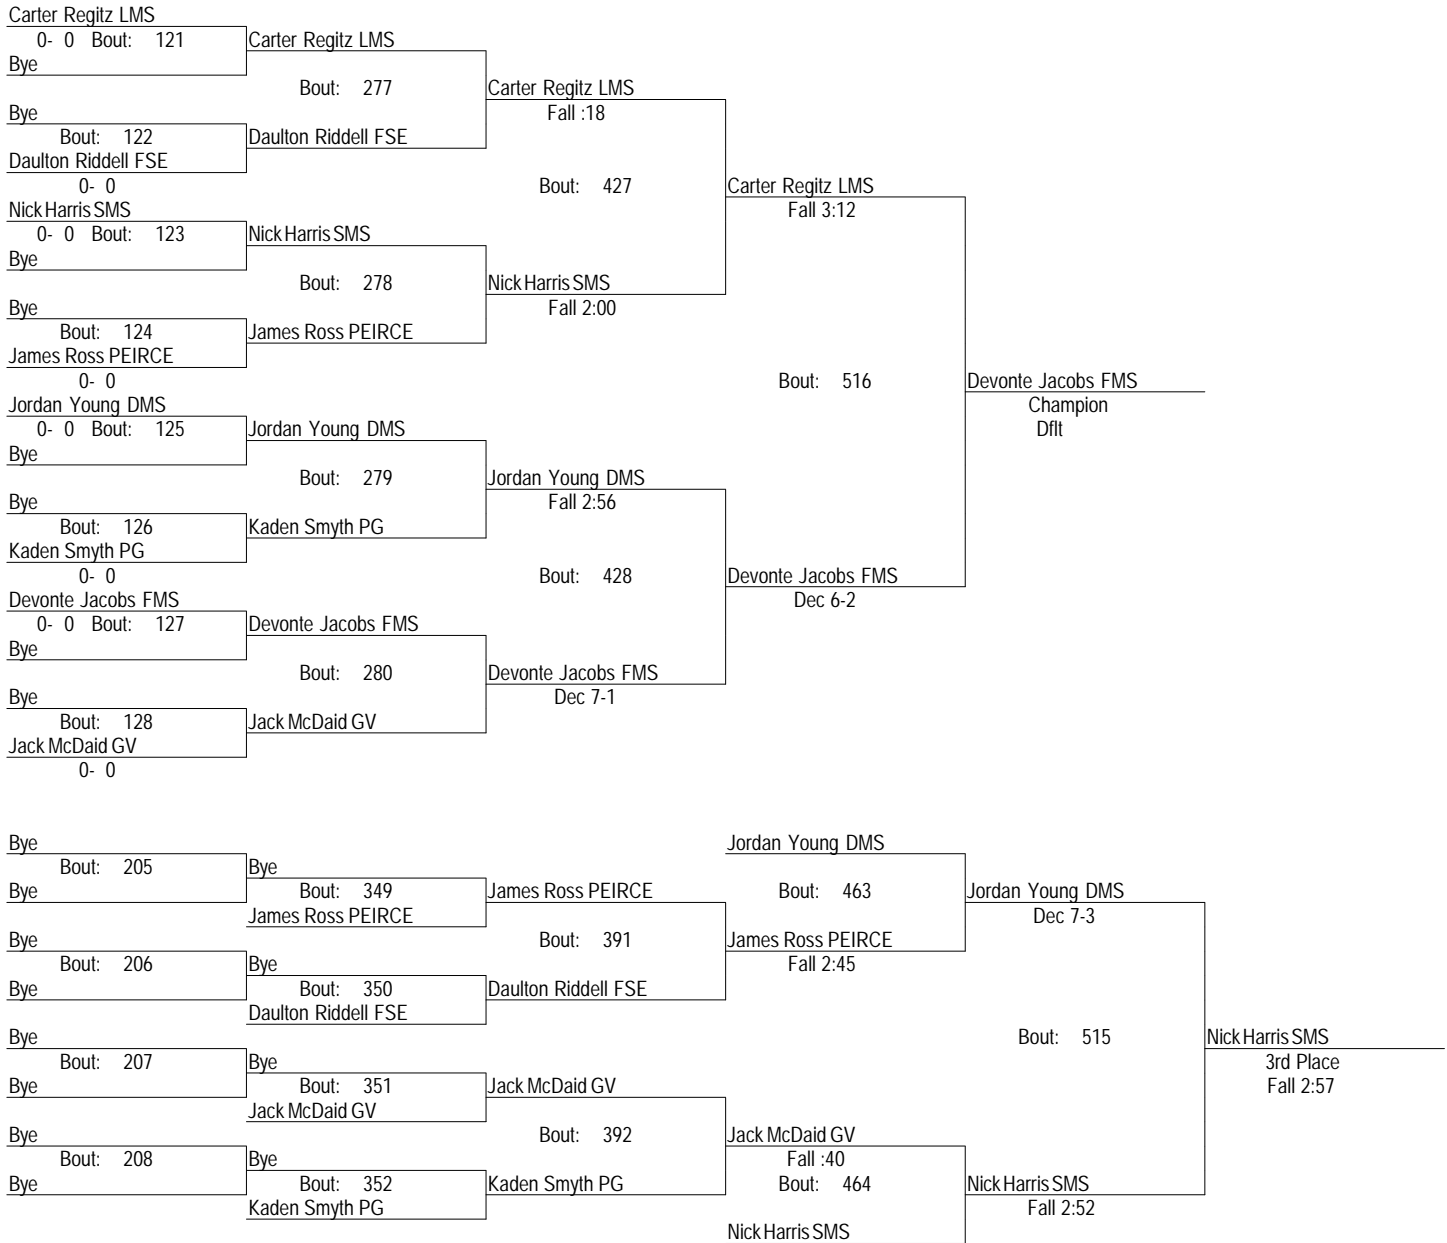 Carter Regitz LMS
0- 0 Bout: 121
Carter Regitz LMS
Bye
Bout: 277
Carter Regitz LMS
Bye
Fall :18
Bout: 122
Daulton Riddell FSE
Daulton Riddell FSE
0- 0
Bout: 427
Carter Regitz LMS
Nick Harris SMS
Fall 3:12
0- 0 Bout: 123
Nick Harris SMS
Bye
Bout: 278
Nick Harris SMS
Bye
Fall 2:00
Bout: 124
James Ross PEIRCE
James Ross PEIRCE
0- 0
Bout: 516
Devonte Jacobs FMS
Jordan Young DMS
Champion
0- 0 Bout: 125
Jordan Young DMS
Dflt
Bye
Bout: 279
Jordan Young DMS
Bye
Fall 2:56
Bout: 126
Kaden Smyth PG
Kaden Smyth PG
0- 0
Bout: 428
Devonte Jacobs FMS
Devonte Jacobs FMS
Dec 6-2
0- 0 Bout: 127
Devonte Jacobs FMS
Bye
Bout: 280
Devonte Jacobs FMS
Bye
Dec 7-1
Bout: 128
Jack McDaid GV
Jack McDaid GV
0- 0
Bye
Jordan Young DMS
Bout: 205
Bye
Bye
Bout: 349
James Ross PEIRCE
Bout: 463
Jordan Young DMS
James Ross PEIRCE
Dec 7-3
Bye
Bout: 391
James Ross PEIRCE
Bout: 206
Bye
Fall 2:45
Bye
Bout: 350
Daulton Riddell FSE
Daulton Riddell FSE
Bye
Bout: 515
Nick Harris SMS
Bout: 207
Bye
3rd Place
Bye
Bout: 351
Jack McDaid GV
Fall 2:57
Jack McDaid GV
Bye
Bout: 392
Jack McDaid GV
Bout: 208
Bye
Fall :40
Bye
Bout: 352
Kaden Smyth PG
Bout: 464
Nick Harris SMS
Kaden Smyth PG
Fall 2:52
Nick Harris SMS